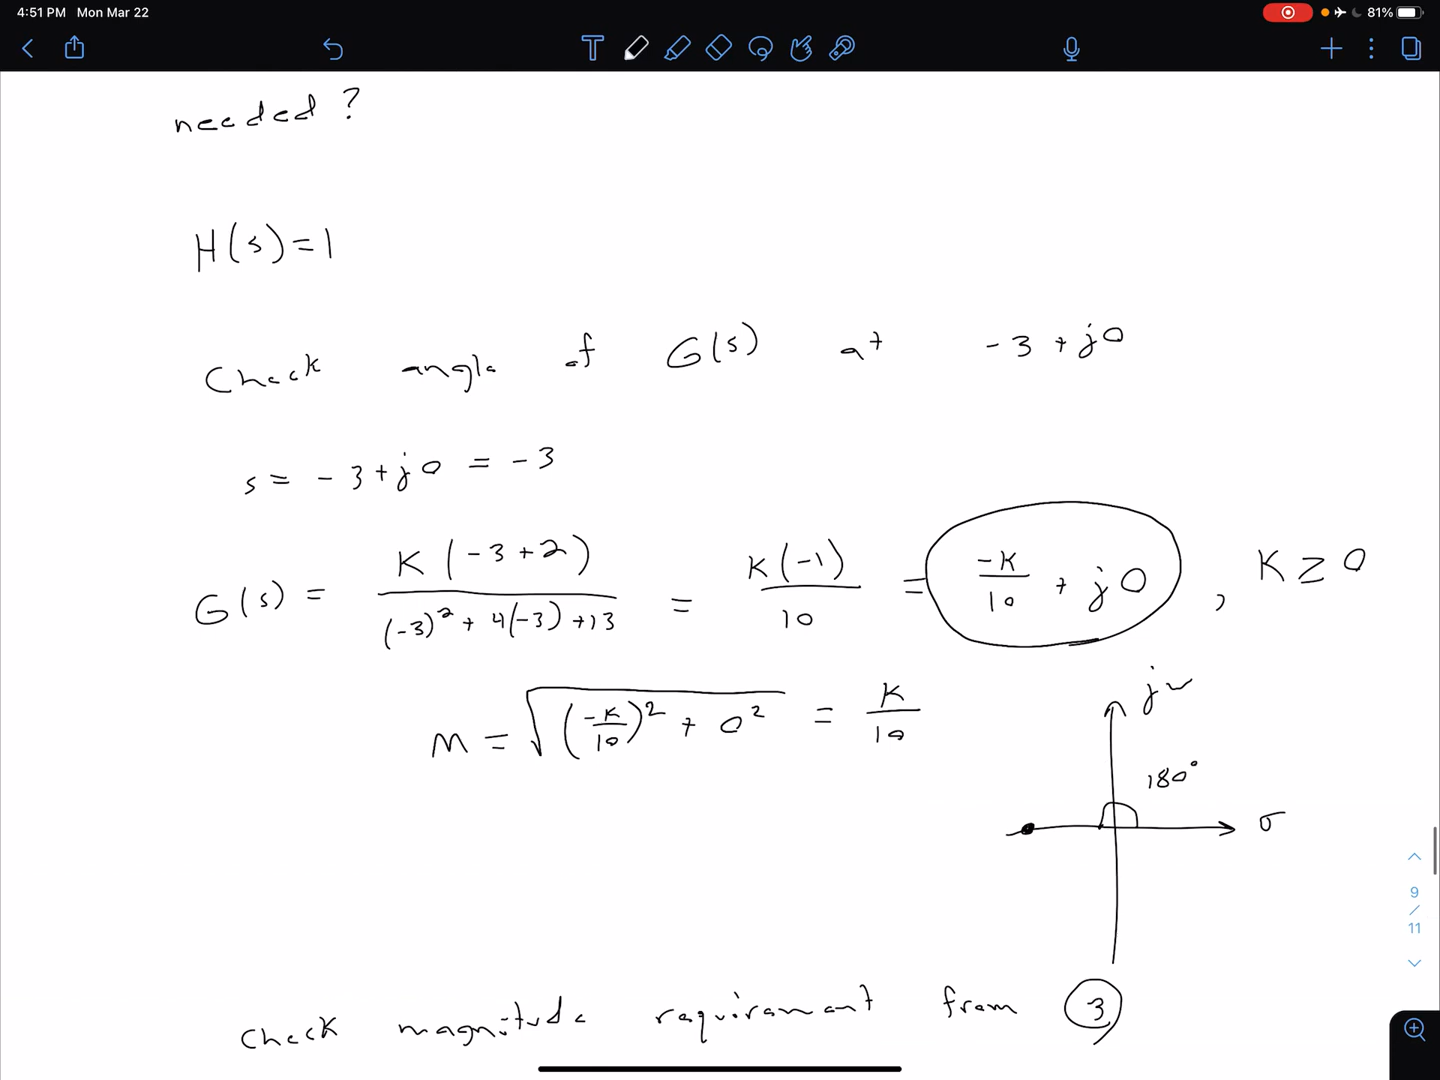 4:51 PM Mon Mar 22
81%
T
needed?
H(s)=1
Check angle of G(s) at -3 + j0
s = -3 + j0 = -3
G(s) = K(-3+2) / ((-3)² + 4(-3) + 13) = K(-1) / 10 = -K/10 + j0 , K ≥ 0
M = √((-K/10)² + 0²) = K/10
jω
180°
σ
9
/
11
Check magnitude requirement from ③